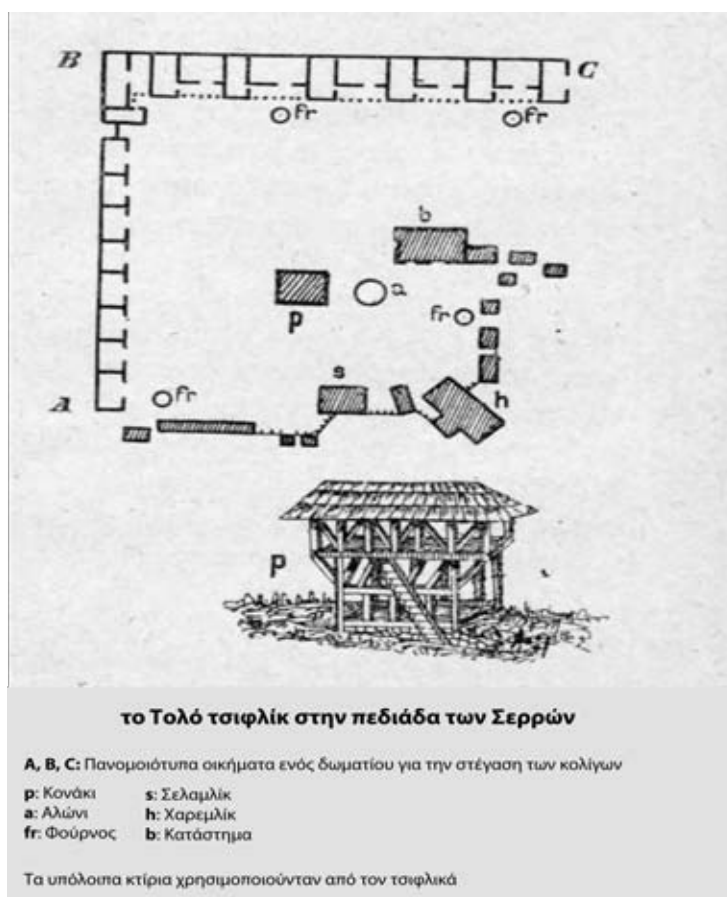 B
C
fr
fr
b
a
p
fr
s
h
A
fr
p
το Τολό τσιφλίκ στην πεδιάδα των Σερρών
A, B, C: Πανομοιότυπα οικήματα ενός δωματίου για την στέγαση των κολίγων
p: Κονάκι s: Σελαμλίκ
a: Αλώνι h: Χαρεμλίκ
fr: Φούρνος b: Κατάστημα
Τα υπόλοιπα κτίρια χρησιμοποιούνταν από τον τσιφλικά